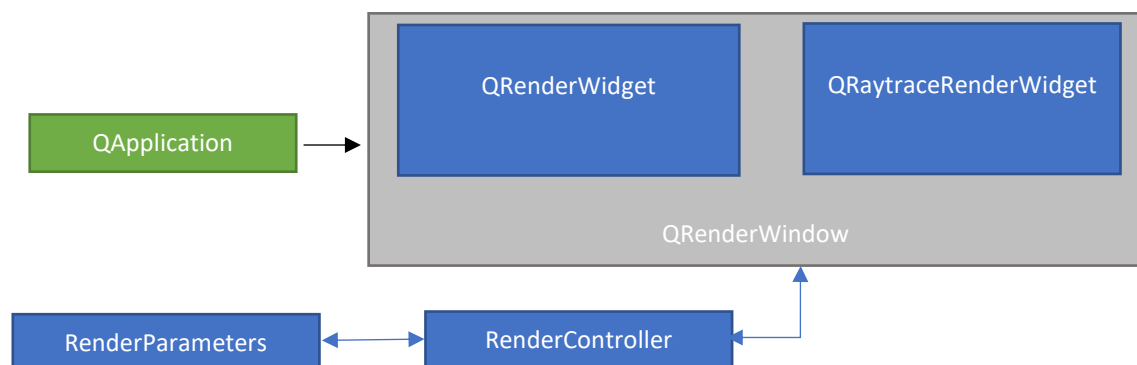 QRenderWidget
QRaytraceRenderWidget
QApplication
QRenderWindow
RenderParameters
RenderController